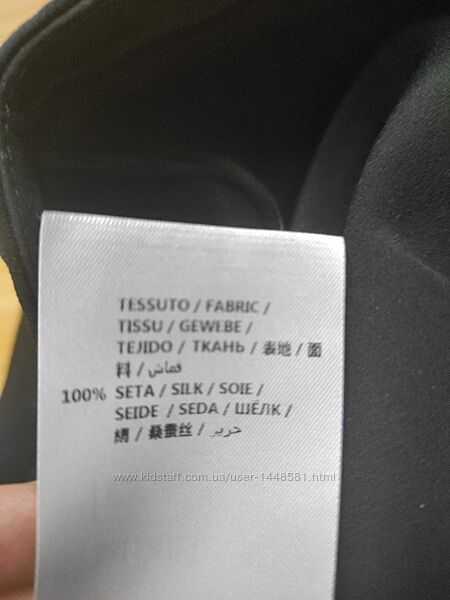 TESSUTO / FABRIC /
TISSU / GEWEBE /
TEJIDO / ТКАНЬ / 表地 / 面
料 / قماش
100% SETA / SILK / SOIE /
SEIDE / SEDA / ШЁЛК /
絹 / 桑蚕丝 / حرير
www.kidstaff.com.ua/user-1448581.html